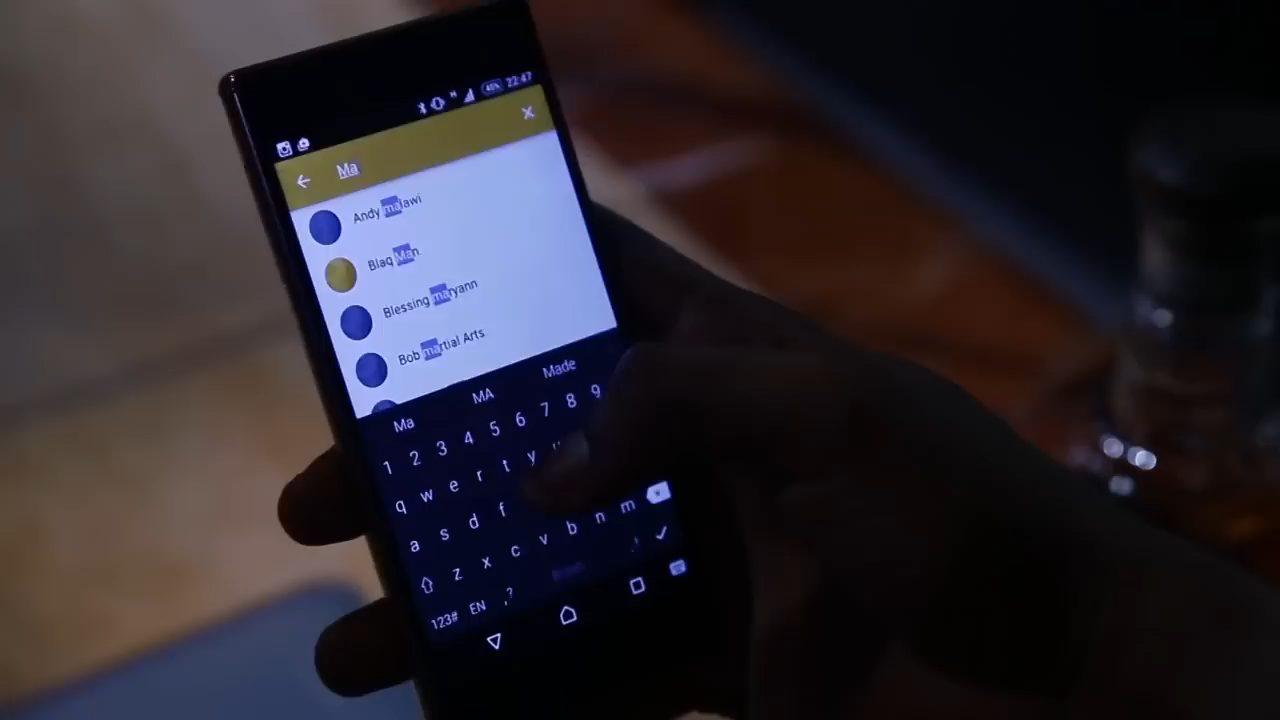 45% 22:47
Ma
Andy malawi
Blaq Man
Blessing maryann
Bob martial Arts
Ma MA Made
1 2 3 4 5 6 7 8 9
q w e r t y u
a s d f
z x c v b n m
123# EN ,?